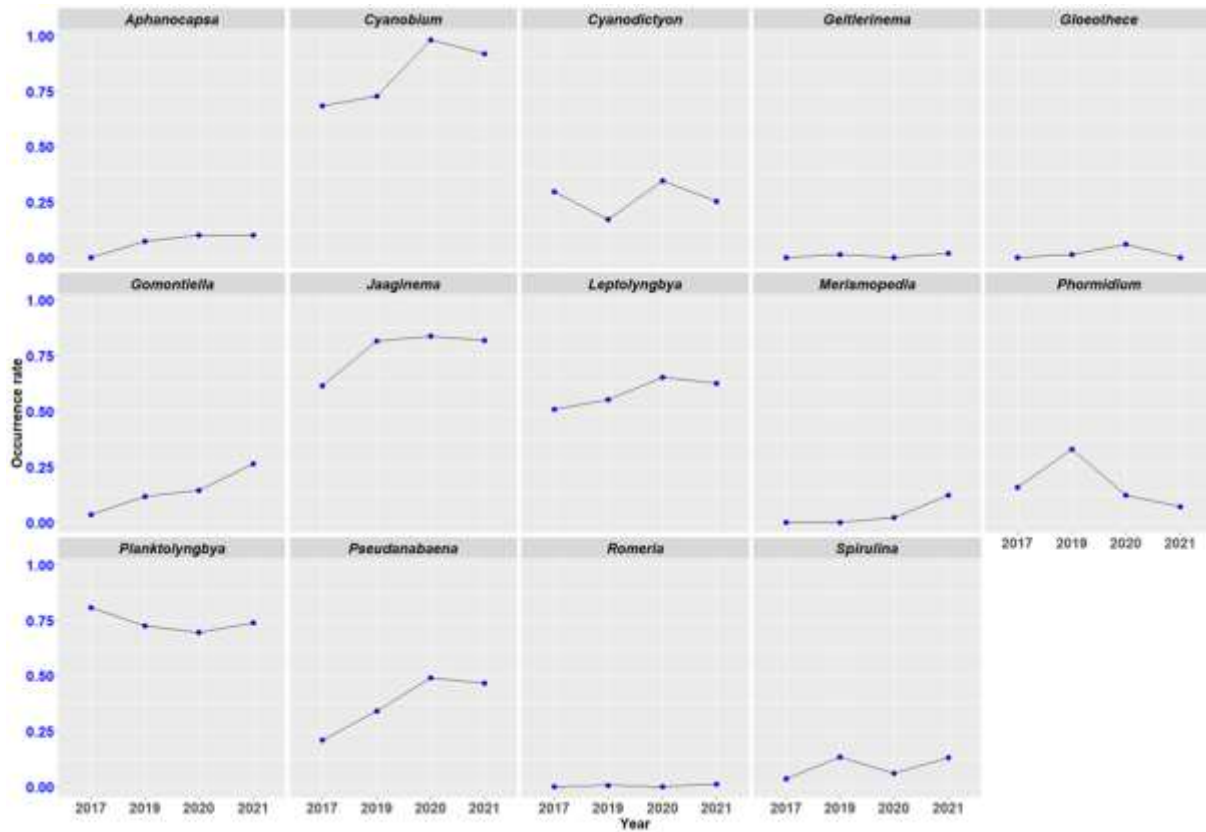 Aphanocapsa Cyanobium Cyanodictyon Geitlerinema Gloeothece
1.00
0.75
0.50
0.25
0.00
Gomontiella Jaaginema Leptolyngbya Merismopedia Phormidium
1.00
0.75
0.50
0.25
0.00
Occurrence rate
2017 2019 2020 2021
Planktolyngbya Pseudanabaena Romeria Spirulina
1.00
0.75
0.50
0.25
0.00
2017 2019 2020 2021 2017 2019 2020 2021 2017 2019 2020 2021 2017 2019 2020 2021
Year